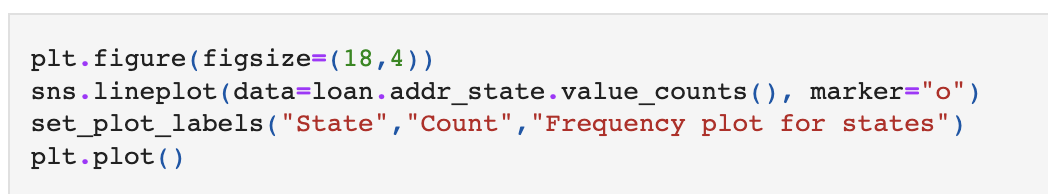 plt.figure(figsize=(18,4))
sns.lineplot(data=loan.addr_state.value_counts(), marker="o")
set_plot_labels("State","Count","Frequency plot for states")
plt.plot()